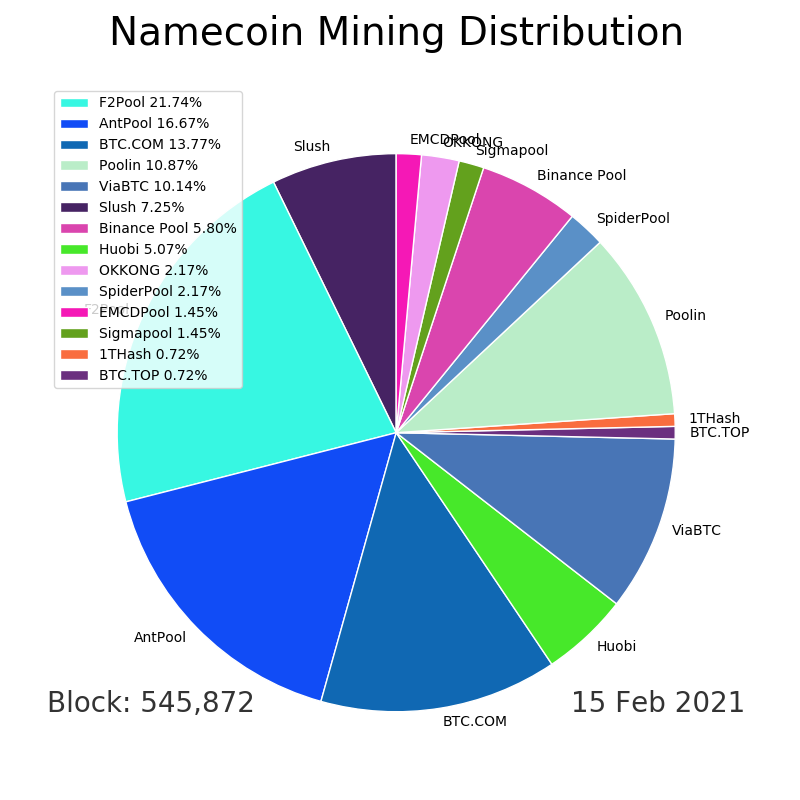 Namecoin Mining Distribution
F2Pool 21.74%
AntPool 16.67%
BTC.COM 13.77%
Poolin 10.87%
ViaBTC 10.14%
Slush 7.25%
Binance Pool 5.80%
Huobi 5.07%
OKKONG 2.17%
SpiderPool 2.17%
EMCDPool 1.45%
Sigmapool 1.45%
1THash 0.72%
BTC.TOP 0.72%
Slush
EMCDPool
OKKONG
Sigmapool
Binance Pool
SpiderPool
Poolin
1THash
BTC.TOP
ViaBTC
Huobi
BTC.COM
AntPool
F2Pool
Block: 545,872
15 Feb 2021